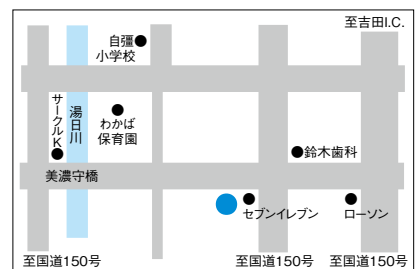 至吉田I.C.
自彊
小学校
サークルK
湯日川
わかば
保育園
鈴木歯科
美濃守橋
セブンイレブン
ローソン
至国道150号
至国道150号
至国道150号